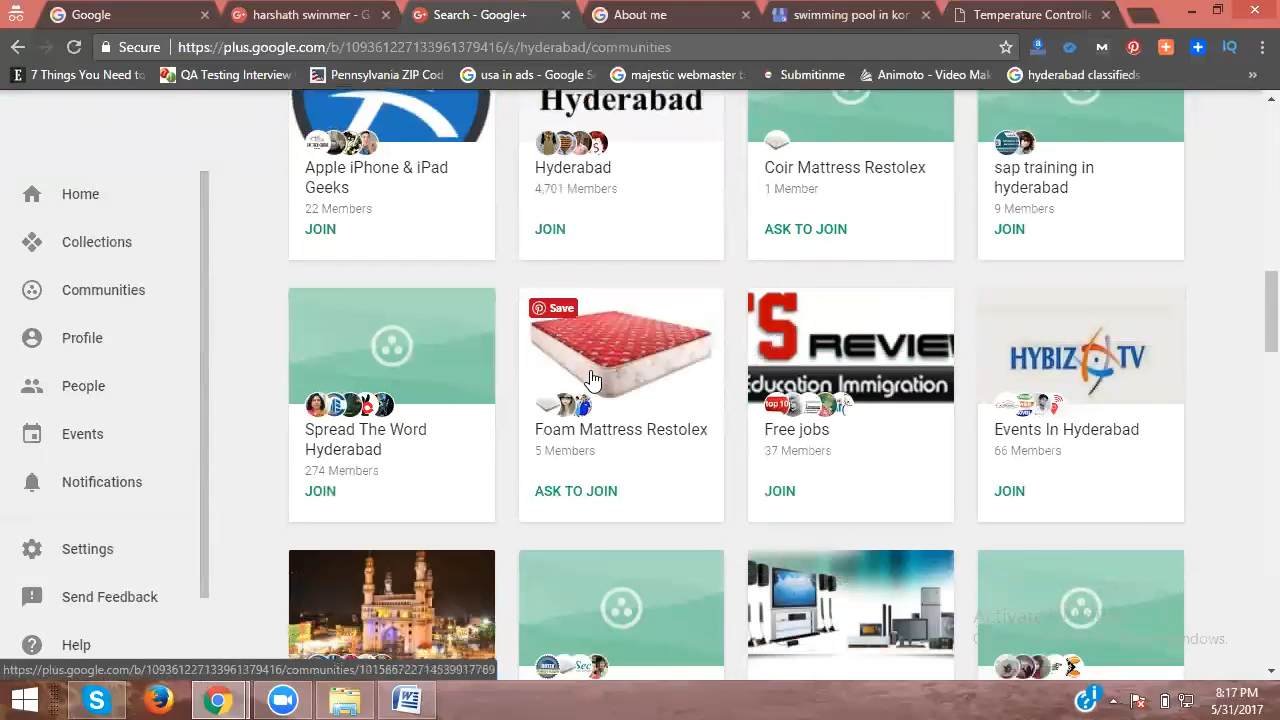 Google
harshath swimmer - G
Search - Google+
About me
swimming pool in kor
Temperature Controlle
Secure
https://plus.google.com/b/109361227133961379416/s/hyderabad/communities
7 Things You Need to
QA Testing Interview
Pennsylvania ZIP Cod
usa in ads - Google S
majestic webmaster t
Submitinme
Animoto - Video Mak
hyderabad classifieds
Hyderabad
Apple iPhone & iPad
Geeks
22 Members
JOIN
Hyderabad
4,701 Members
JOIN
Coir Mattress Restolex
1 Member
ASK TO JOIN
sap training in
hyderabad
9 Members
JOIN
Home
Collections
Communities
Profile
People
Events
Notifications
Settings
Send Feedback
Help
Spread The Word
Hyderabad
274 Members
JOIN
Save
Foam Mattress Restolex
5 Members
ASK TO JOIN
'S REVIEW
Education Immigration
top 10
Free jobs
37 Members
JOIN
HYBIZ TV
Events In Hyderabad
66 Members
JOIN
https://plus.google.com/b/109361227133961379416/communities/101586722714539917769
8:17 PM
5/31/2017